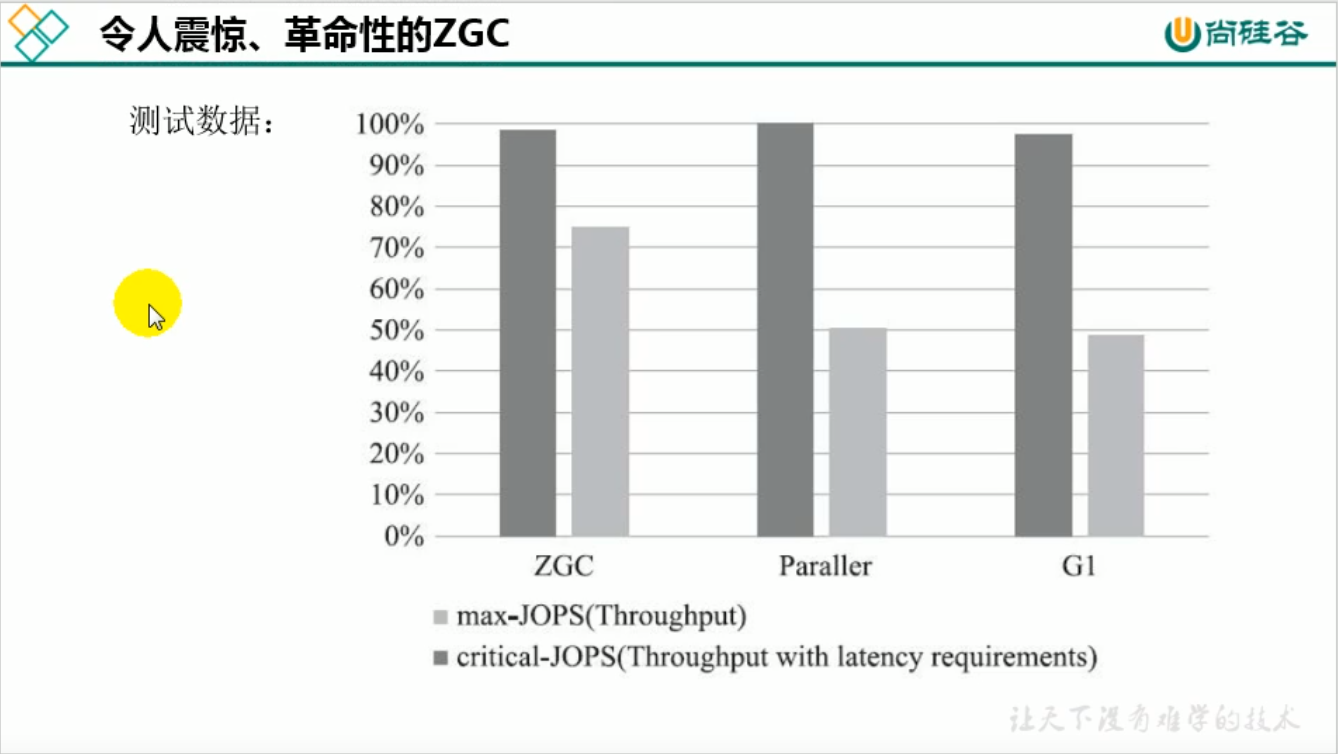 令人震惊、革命性的ZGC
尚硅谷
测试数据：
100%
90%
80%
70%
60%
50%
40%
30%
20%
10%
0%
ZGC Paraller G1
max-JOPS(Throughput)
critical-JOPS(Throughput with latency requirements)
让天下没有难学的技术